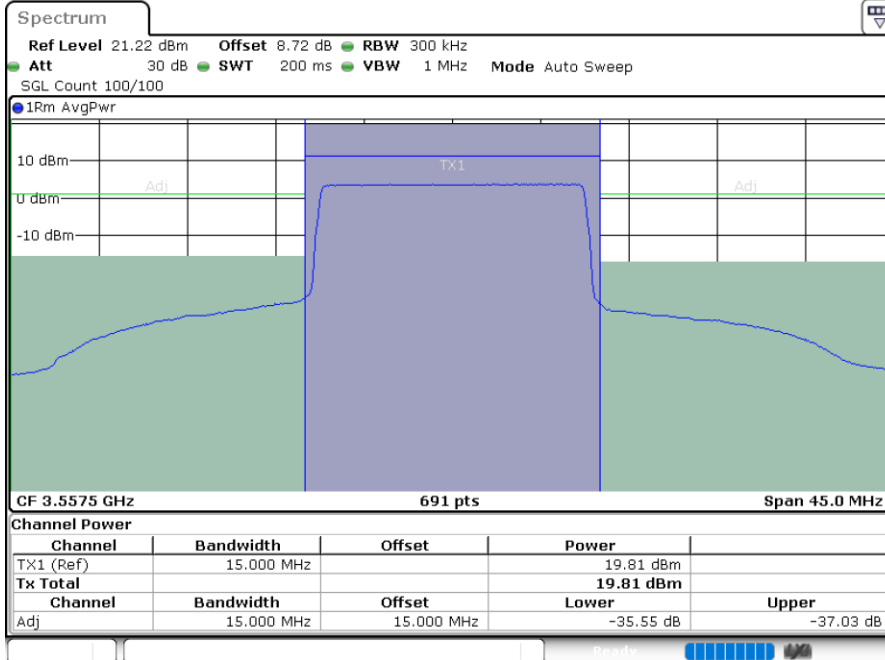 Spectrum
Ref Level 21.22 dBm Offset 8.72 dB RBW 300 kHz
Att 30 dB SWT 200 ms VBW 1 MHz Mode Auto Sweep
SGL Count 100/100
1Rm AvgPwr
10 dBm
TX1
Adj Adj
0 dBm
-10 dBm
CF 3.5575 GHz 691 pts Span 45.0 MHz
Channel Power
Channel Bandwidth Offset Power
TX1 (Ref) 15.000 MHz 19.81 dBm
Tx Total 19.81 dBm
Channel Bandwidth Offset Lower Upper
Adj 15.000 MHz 15.000 MHz -35.55 dB -37.03 dB
Ready